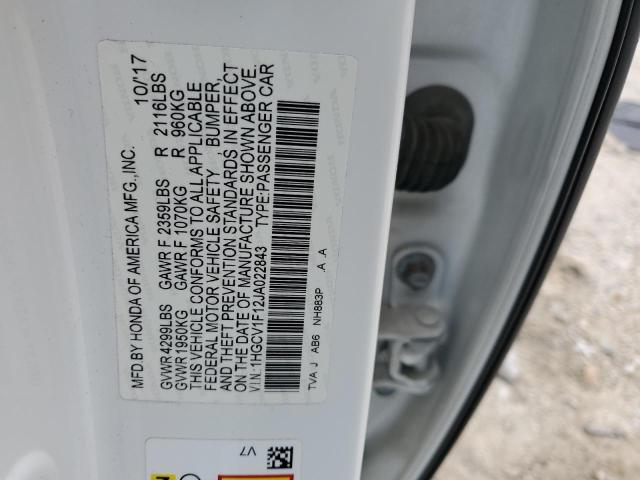 MFD.BY HONDA OF AMERICA MFG.,INC. 10/'17
GVWR 4299LBS GAWR F 2359LBS R 2116LBS
GVWR 1950KG GAWR F 1070KG R 960KG
THIS VEHICLE CONFORMS TO ALL APPLICABLE
FEDERAL MOTOR VEHICLE SAFETY , BUMPER,
AND THEFT PREVENTION STANDARDS IN EFFECT
ON THE DATE OF MANUFACTURE SHOWN ABOVE.
V.I.N.:1HGCV1F12JA022843 TYPE:PASSENGER CAR
TVA J AB6 NH883P .A .A
V7